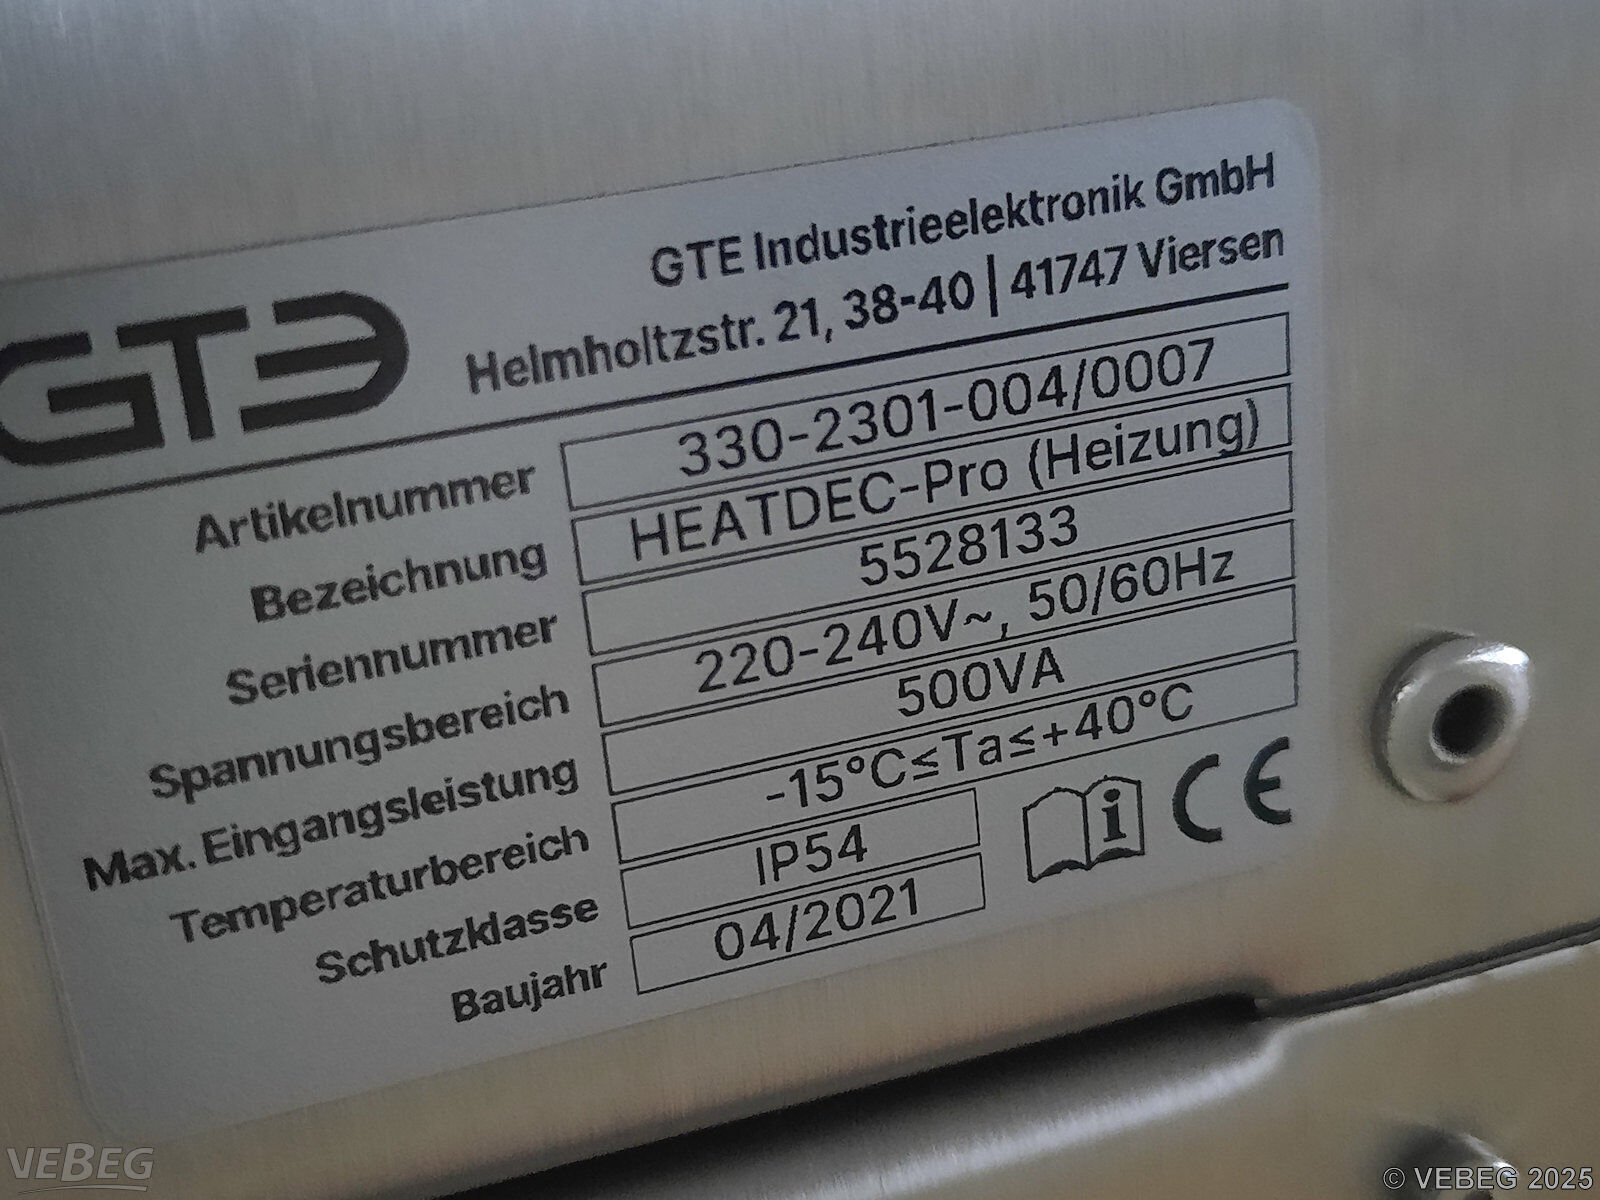 GTE
GTE Industrieelektronik GmbH
Helmholtzstr. 21, 38-40 | 41747 Viersen
Artikelnummer 330-2301-004/0007
Bezeichnung HEATDEC-Pro (Heizung)
Seriennummer 5528133
Spannungsbereich 220-240V~, 50/60Hz
Max. Eingangsleistung 500VA
Temperaturbereich -15°C≤Ta≤+40°C
Schutzklasse IP54
Baujahr 04/2021
i CE
VEBEG
© VEBEG 2025